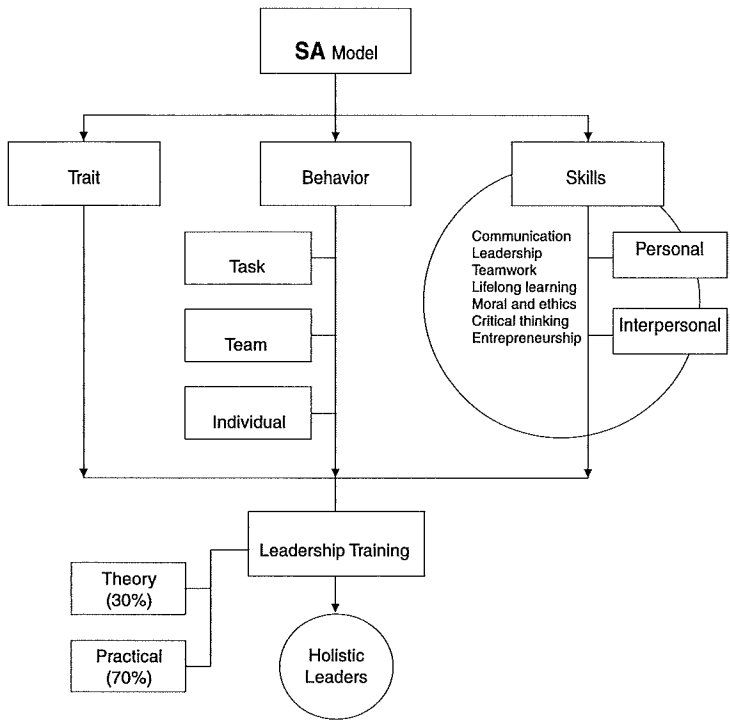 SA Model
Trait
Behavior
Skills
Task
Team
Individual
Communication
Leadership
Teamwork
Lifelong learning
Moral and ethics
Critical thinking
Entrepreneurship
Personal
Interpersonal
Leadership Training
Theory
(30%)
Practical
(70%)
Holistic
Leaders